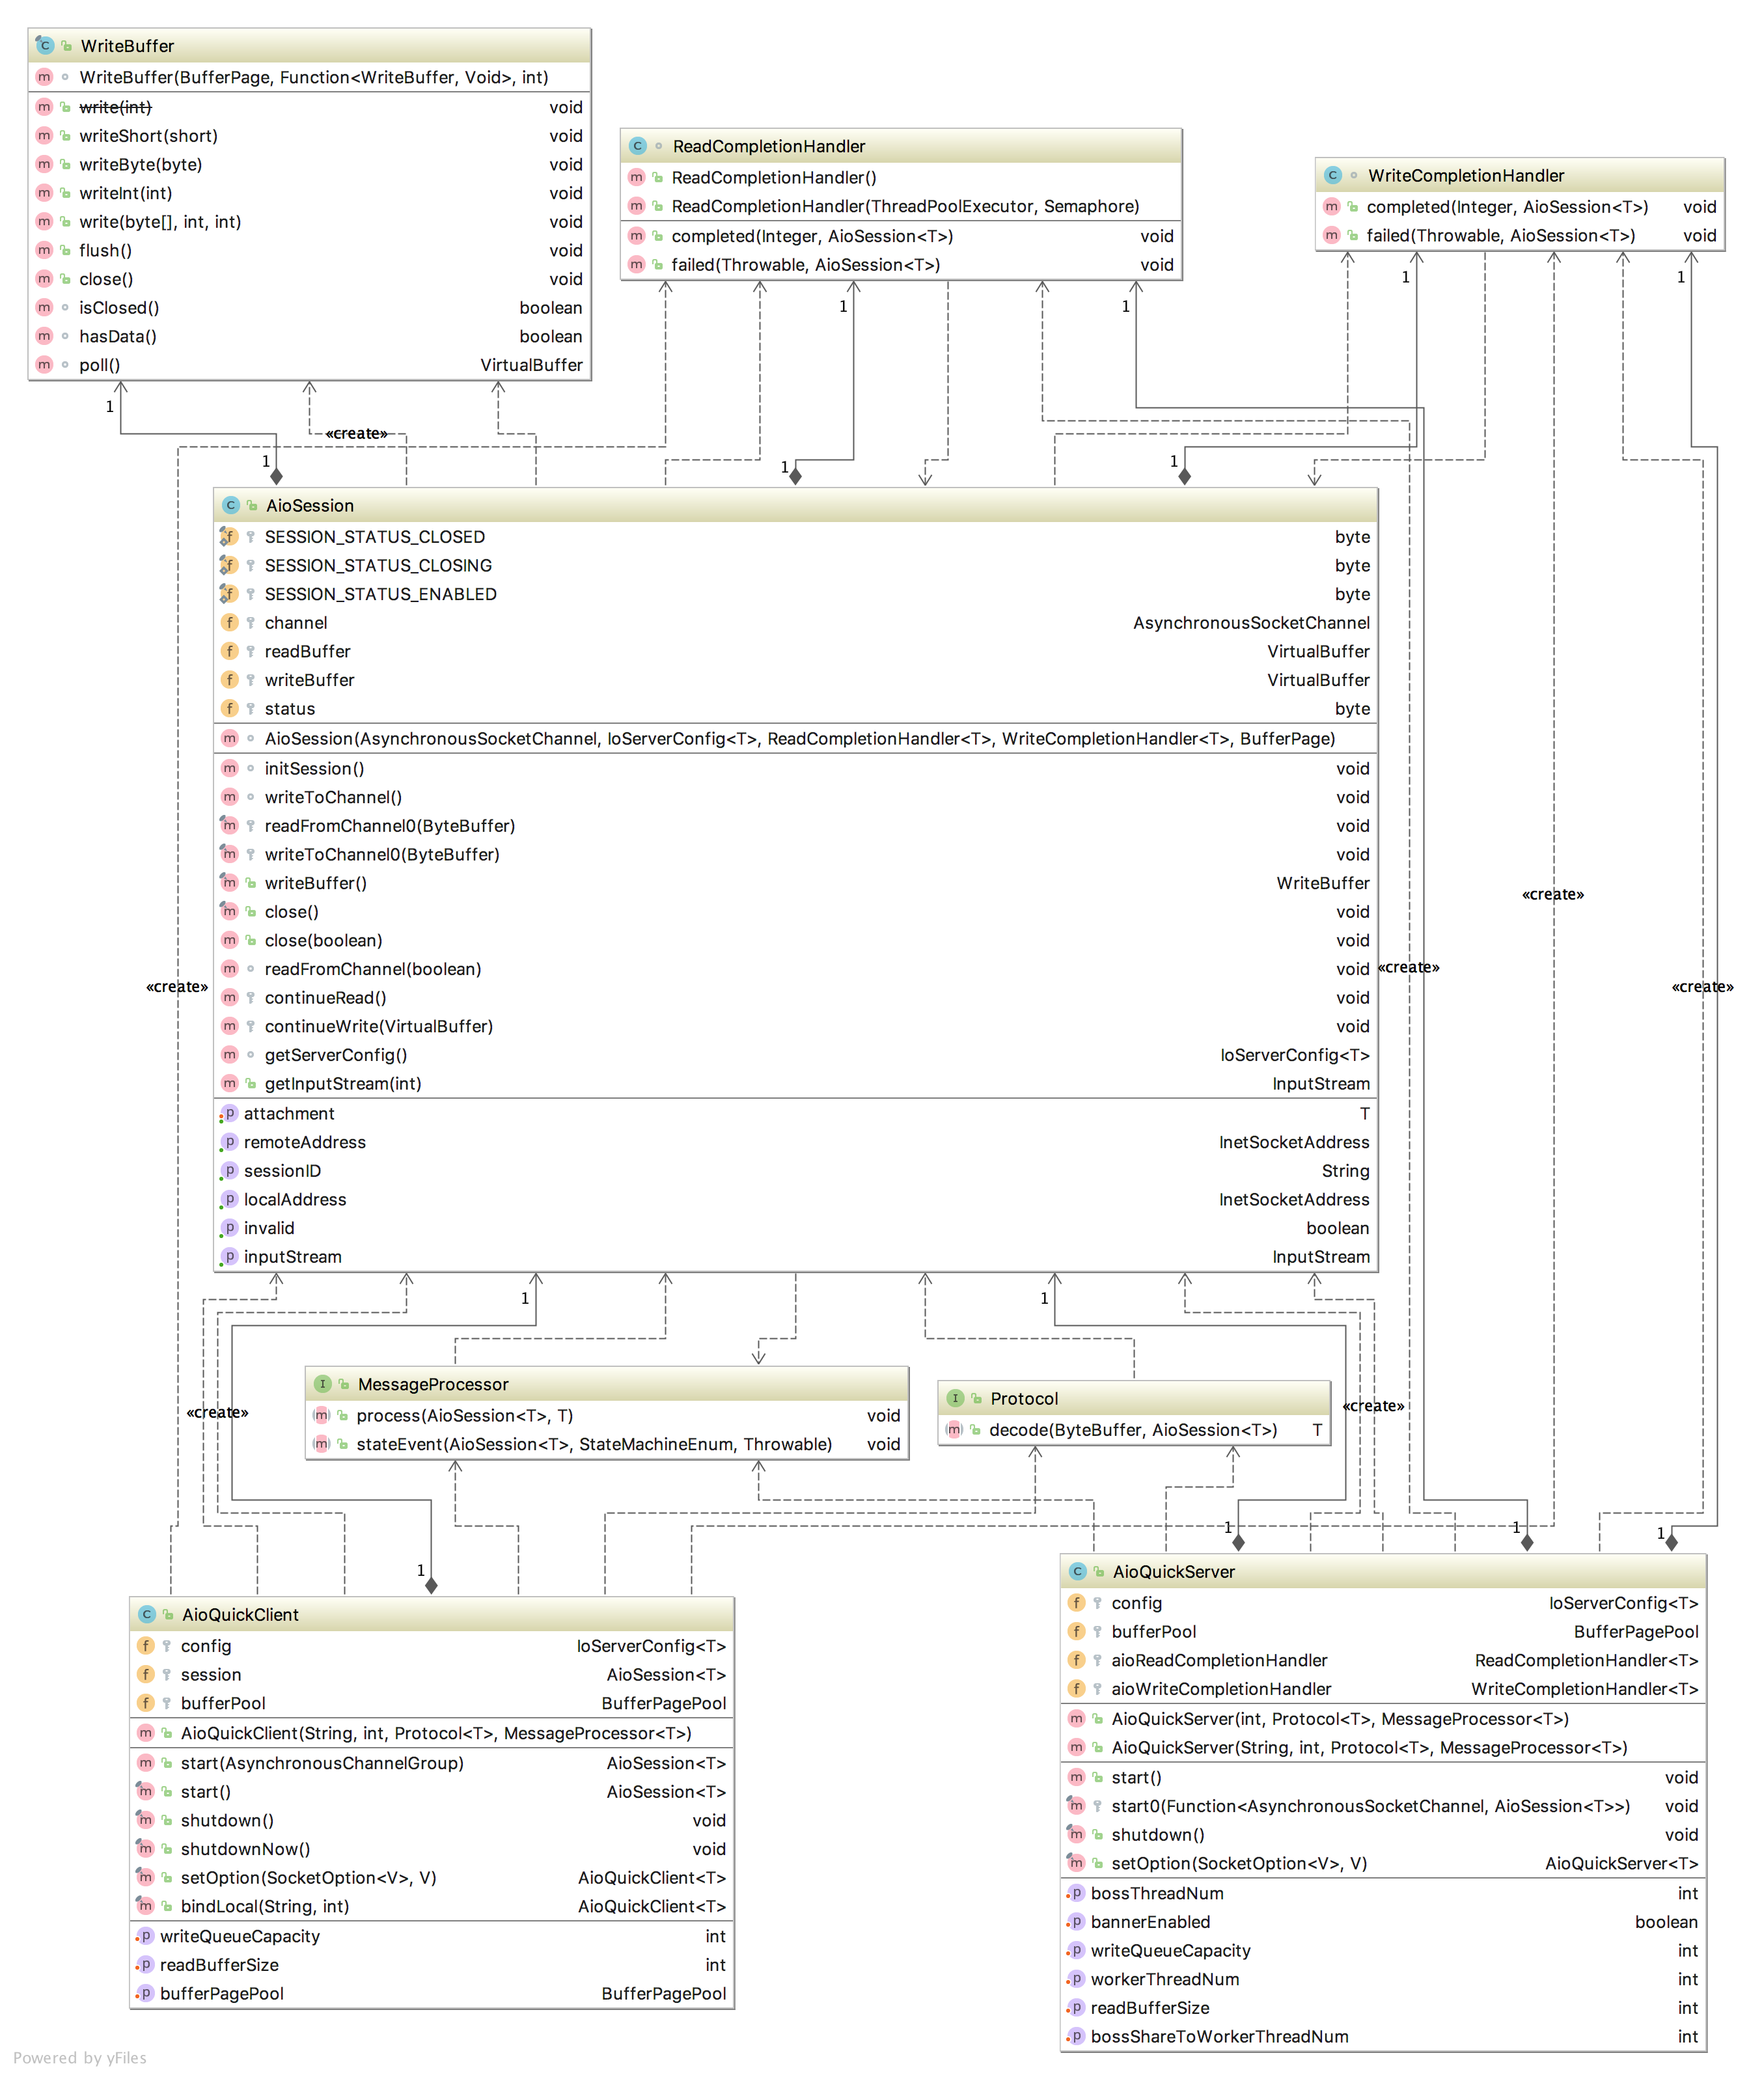 WriteBuffer
WriteBuffer(BufferPage, Function<WriteBuffer, Void>, int)
write(int) void
writeShort(short) void
writeByte(byte) void
writeInt(int) void
write(byte[], int, int) void
flush() void
close() void
isClosed() boolean
hasData() boolean
poll() VirtualBuffer
ReadCompletionHandler
ReadCompletionHandler()
ReadCompletionHandler(ThreadPoolExecutor, Semaphore)
completed(Integer, AioSession<T>) void
failed(Throwable, AioSession<T>) void
WriteCompletionHandler
completed(Integer, AioSession<T>) void
failed(Throwable, AioSession<T>) void
1
1
1
1
1
«create»
1
1
1
AioSession
SESSION_STATUS_CLOSED byte
SESSION_STATUS_CLOSING byte
SESSION_STATUS_ENABLED byte
channel AsynchronousSocketChannel
readBuffer VirtualBuffer
writeBuffer VirtualBuffer
status byte
AioSession(AsynchronousSocketChannel, IoServerConfig<T>, ReadCompletionHandler<T>, WriteCompletionHandler<T>, BufferPage)
initSession() void
writeToChannel() void
readFromChannel0(ByteBuffer) void
writeToChannel0(ByteBuffer) void
writeBuffer() WriteBuffer
close() void
close(boolean) void
readFromChannel(boolean) void
continueRead() void
continueWrite(VirtualBuffer) void
getServerConfig() IoServerConfig<T>
getInputStream(int) InputStream
attachment T
remoteAddress InetSocketAddress
sessionID String
localAddress InetSocketAddress
invalid boolean
inputStream InputStream
«create»
«create»
«create»
«create»
1
1
MessageProcessor
process(AioSession<T>, T) void
stateEvent(AioSession<T>, StateMachineEnum, Throwable) void
Protocol
decode(ByteBuffer, AioSession<T>) T
«create»
«create»
1
1
1
1
AioQuickClient
config IoServerConfig<T>
session AioSession<T>
bufferPool BufferPagePool
AioQuickClient(String, int, Protocol<T>, MessageProcessor<T>)
start(AsynchronousChannelGroup) AioSession<T>
start() AioSession<T>
shutdown() void
shutdownNow() void
setOption(SocketOption<V>, V) AioQuickClient<T>
bindLocal(String, int) AioQuickClient<T>
writeQueueCapacity int
readBufferSize int
bufferPagePool BufferPagePool
AioQuickServer
config IoServerConfig<T>
bufferPool BufferPagePool
aioReadCompletionHandler ReadCompletionHandler<T>
aioWriteCompletionHandler WriteCompletionHandler<T>
AioQuickServer(int, Protocol<T>, MessageProcessor<T>)
AioQuickServer(String, int, Protocol<T>, MessageProcessor<T>)
start() void
start0(Function<AsynchronousSocketChannel, AioSession<T>>) void
shutdown() void
setOption(SocketOption<V>, V) AioQuickServer<T>
bossThreadNum int
bannerEnabled boolean
writeQueueCapacity int
workerThreadNum int
readBufferSize int
bossShareToWorkerThreadNum int
Powered by yFiles